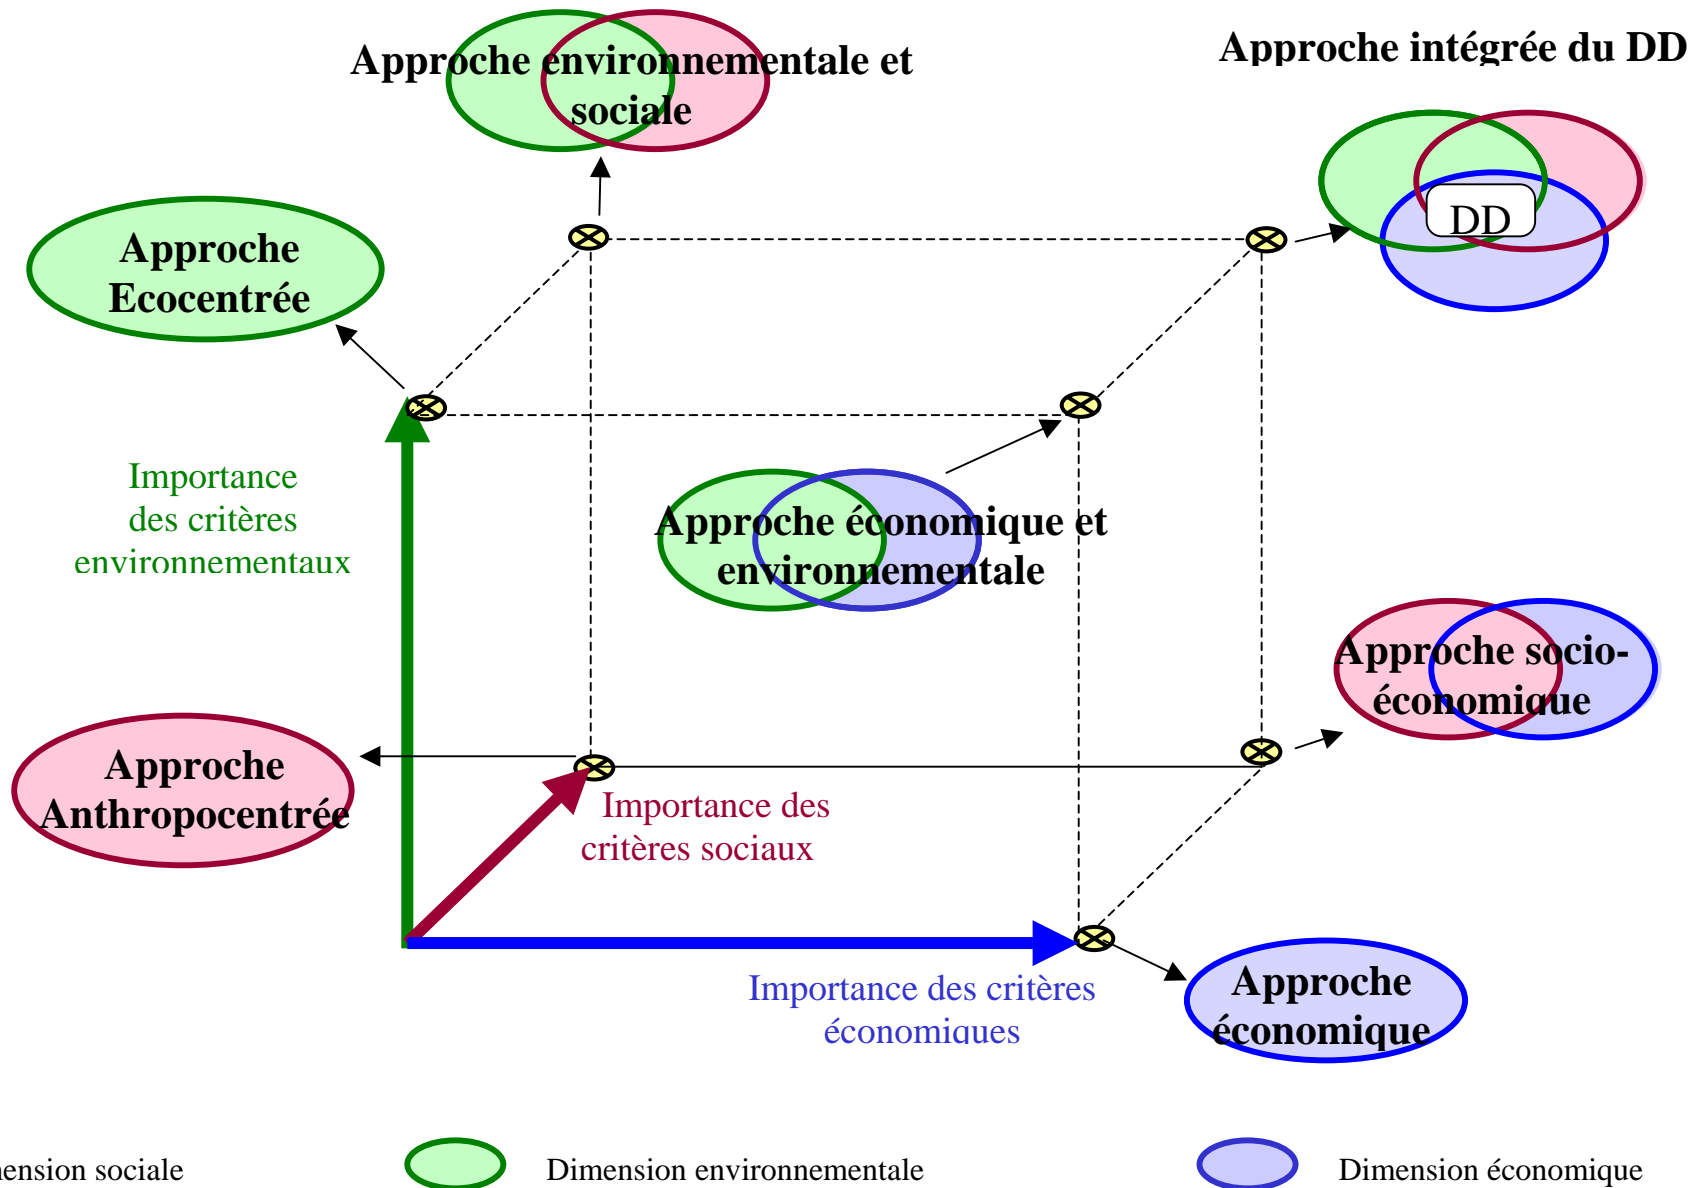 Approche environnementale et
sociale
Approche intégrée du DD
DD
Approche
Ecocentrée
Importance
des critères
environnementaux
Approche économique et
environnementale
Approche socio-
économique
Approche
Anthropocentrée
Importance des
critères sociaux
Importance des critères
économiques
Approche
économique
ension sociale
Dimension environnementale
Dimension économique